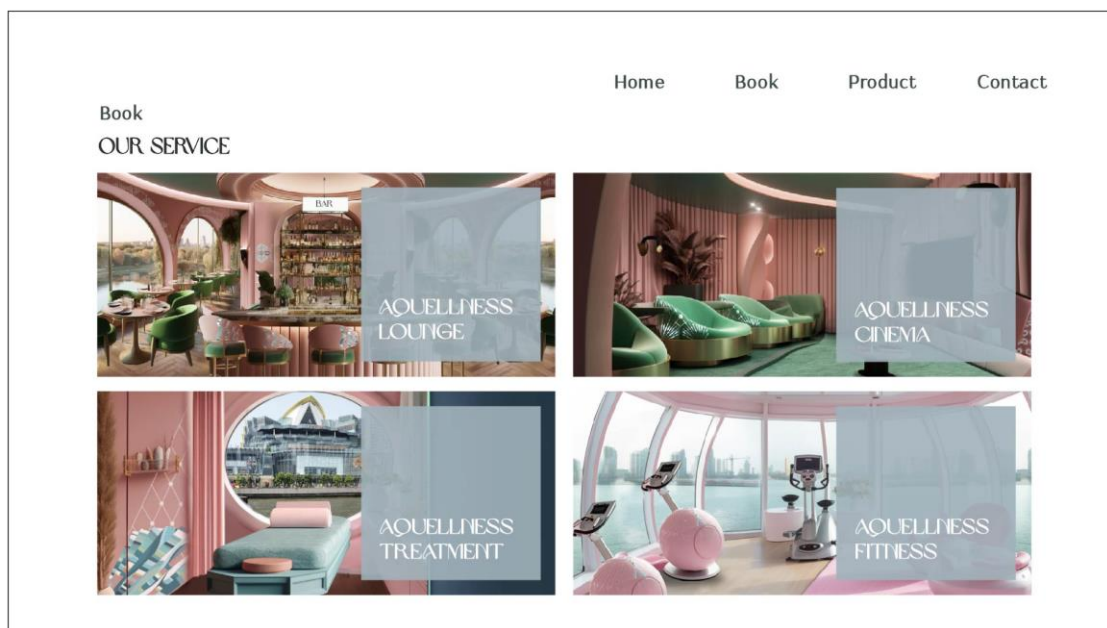 Home Book Product Contact
Book
OUR SERVICE
BAR
AQUELLNESS
LOUNGE
AQUELLNESS
CINEMA
AQUELLNESS
TREATMENT
AQUELLNESS
FITNESS